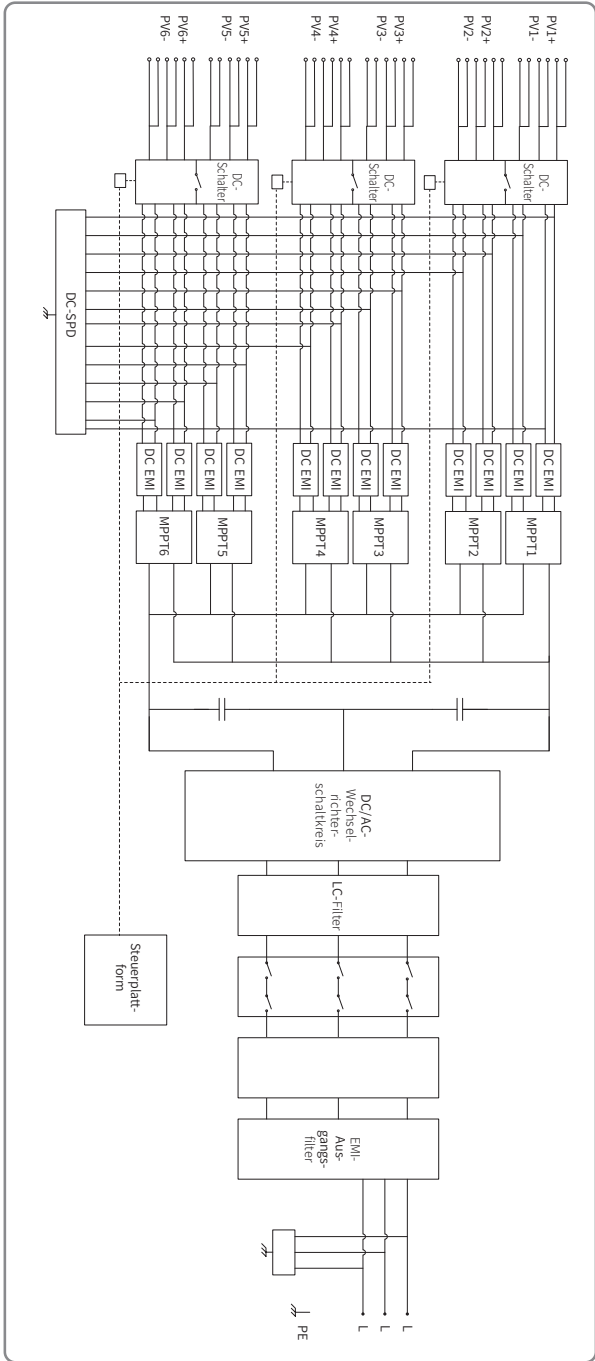 PV1+
PV1-
PV2+
PV2-
PV3+
PV3-
PV4+
PV4-
PV5+
PV5-
PV6+
PV6-
DC-
Schalter
DC-
Schalter
DC-
Schalter
DC-SPD
DC EMI
DC EMI
DC EMI
DC EMI
DC EMI
DC EMI
DC EMI
DC EMI
DC EMI
DC EMI
DC EMI
DC EMI
MPPT1
MPPT2
MPPT3
MPPT4
MPPT5
MPPT6
DC/AC-
Wechsel-
richter-
schaltkreis
LC-Filter
Steuerplatt-
form
EMI-
Aus-
gangs-
filter
L
L
L
PE